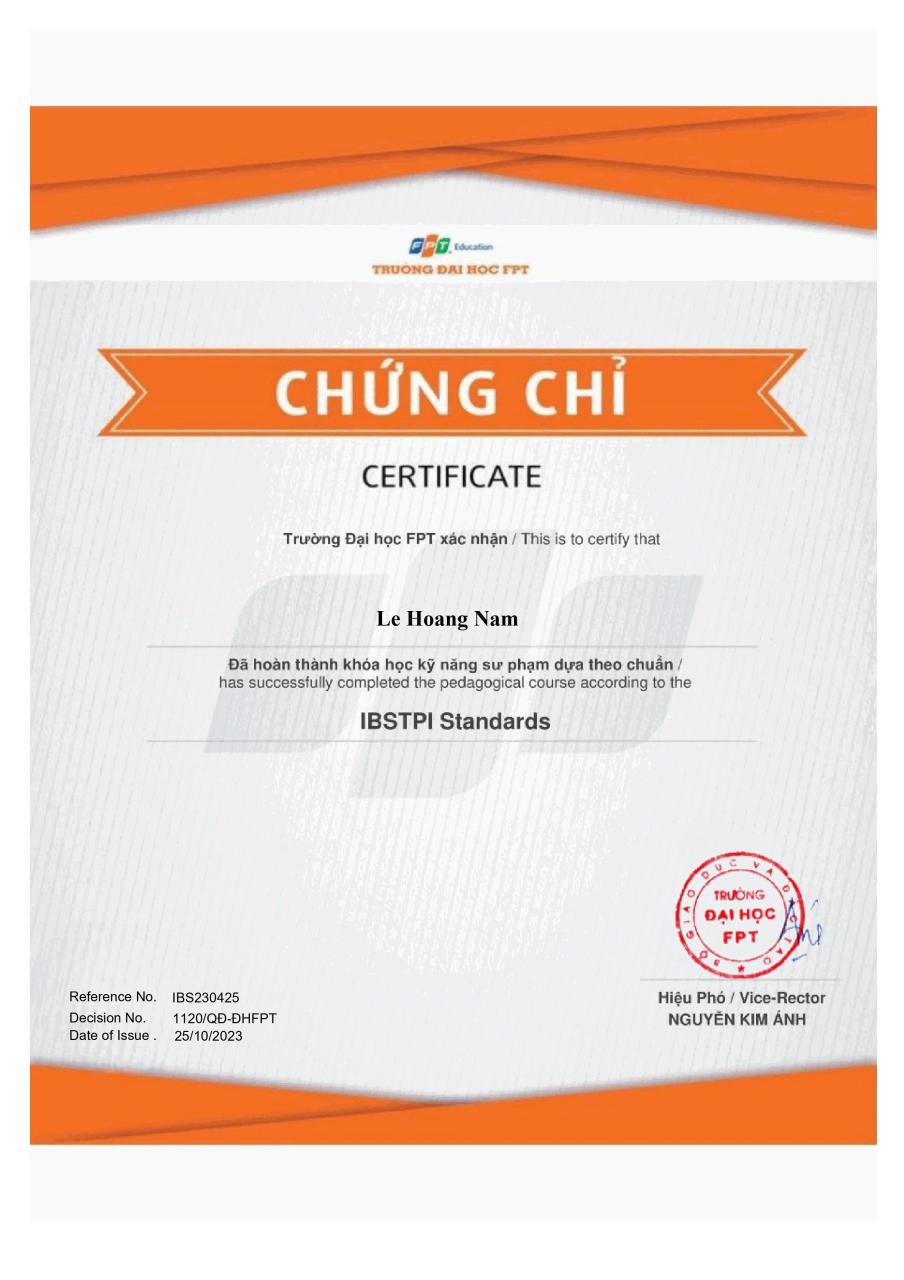 FPT Education
TRƯỜNG ĐẠI HỌC FPT
CHỨNG CHỈ
CERTIFICATE
Trường Đại học FPT xác nhận / This is to certify that
Le Hoang Nam
Đã hoàn thành khóa học kỹ năng sư phạm dựa theo chuẩn /
has successfully completed the pedagogical course according to the
IBSTPI Standards
BỘ GIÁO DỤC VÀ ĐÀO TẠO
TRƯỜNG
ĐẠI HỌC
FPT
Reference No. IBS230425
Decision No. 1120/QĐ-ĐHFPT
Date of Issue . 25/10/2023
Hiệu Phó / Vice-Rector
NGUYỄN KIM ÁNH